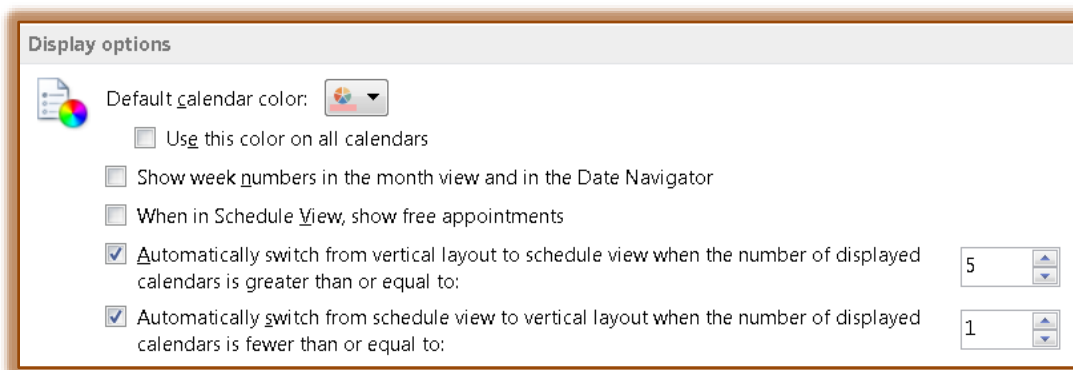 Display options
Default calendar color:
Use this color on all calendars
Show week numbers in the month view and in the Date Navigator
When in Schedule View, show free appointments
Automatically switch from vertical layout to schedule view when the number of displayed
calendars is greater than or equal to:
5
Automatically switch from schedule view to vertical layout when the number of displayed
calendars is fewer than or equal to:
1